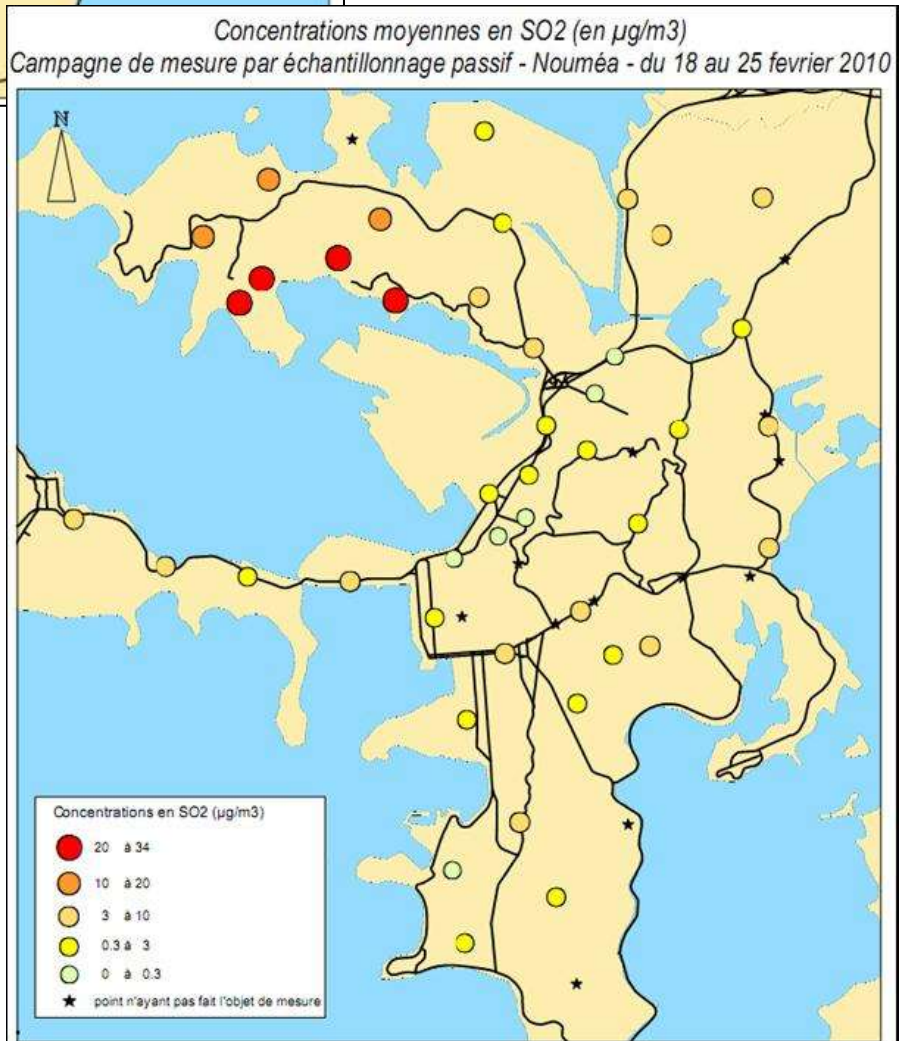 Concentrations moyennes en SO2 (en µg/m3)
Campagne de mesure par échantillonnage passif - Nouméa - du 18 au 25 fevrier 2010
N
Concentrations en SO2 (µg/m3)
20 à 34
10 à 20
3 à 10
0.3 à 3
0 à 0.3
point n'ayant pas fait l'objet de mesure